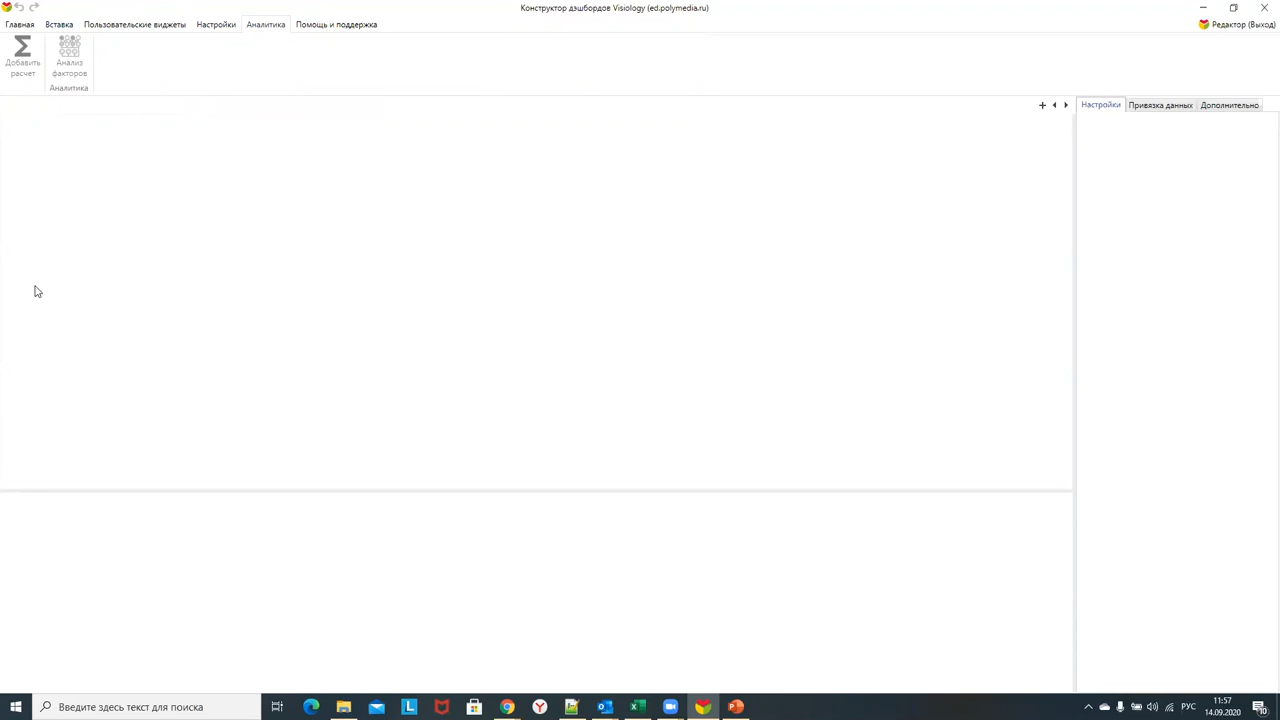 Конструктор дэшбордов Visiology (ed.polymedia.ru)
Главная Вставка Пользовательские виджеты Настройки Аналитика Помощь и поддержка Редактор (Выход)
Добавить расчет
Анализ факторов
Аналитика
Настройки Привязка данных Дополнительно
Введите здесь текст для поиска
РУС
11:57
14.09.2020
10